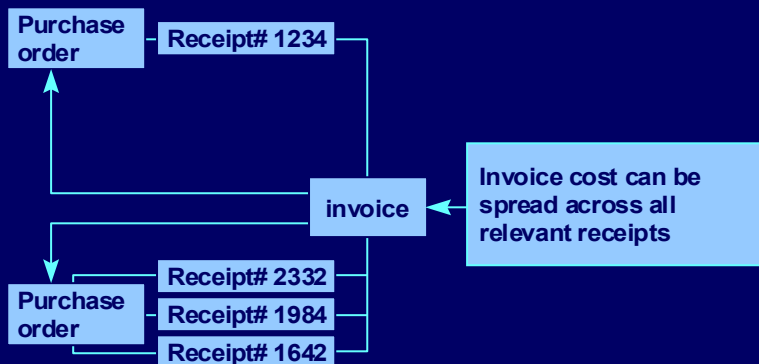 Purchase
order
Receipt# 1234
invoice
Invoice cost can be
spread across all
relevant receipts
Purchase
order
Receipt# 2332
Receipt# 1984
Receipt# 1642